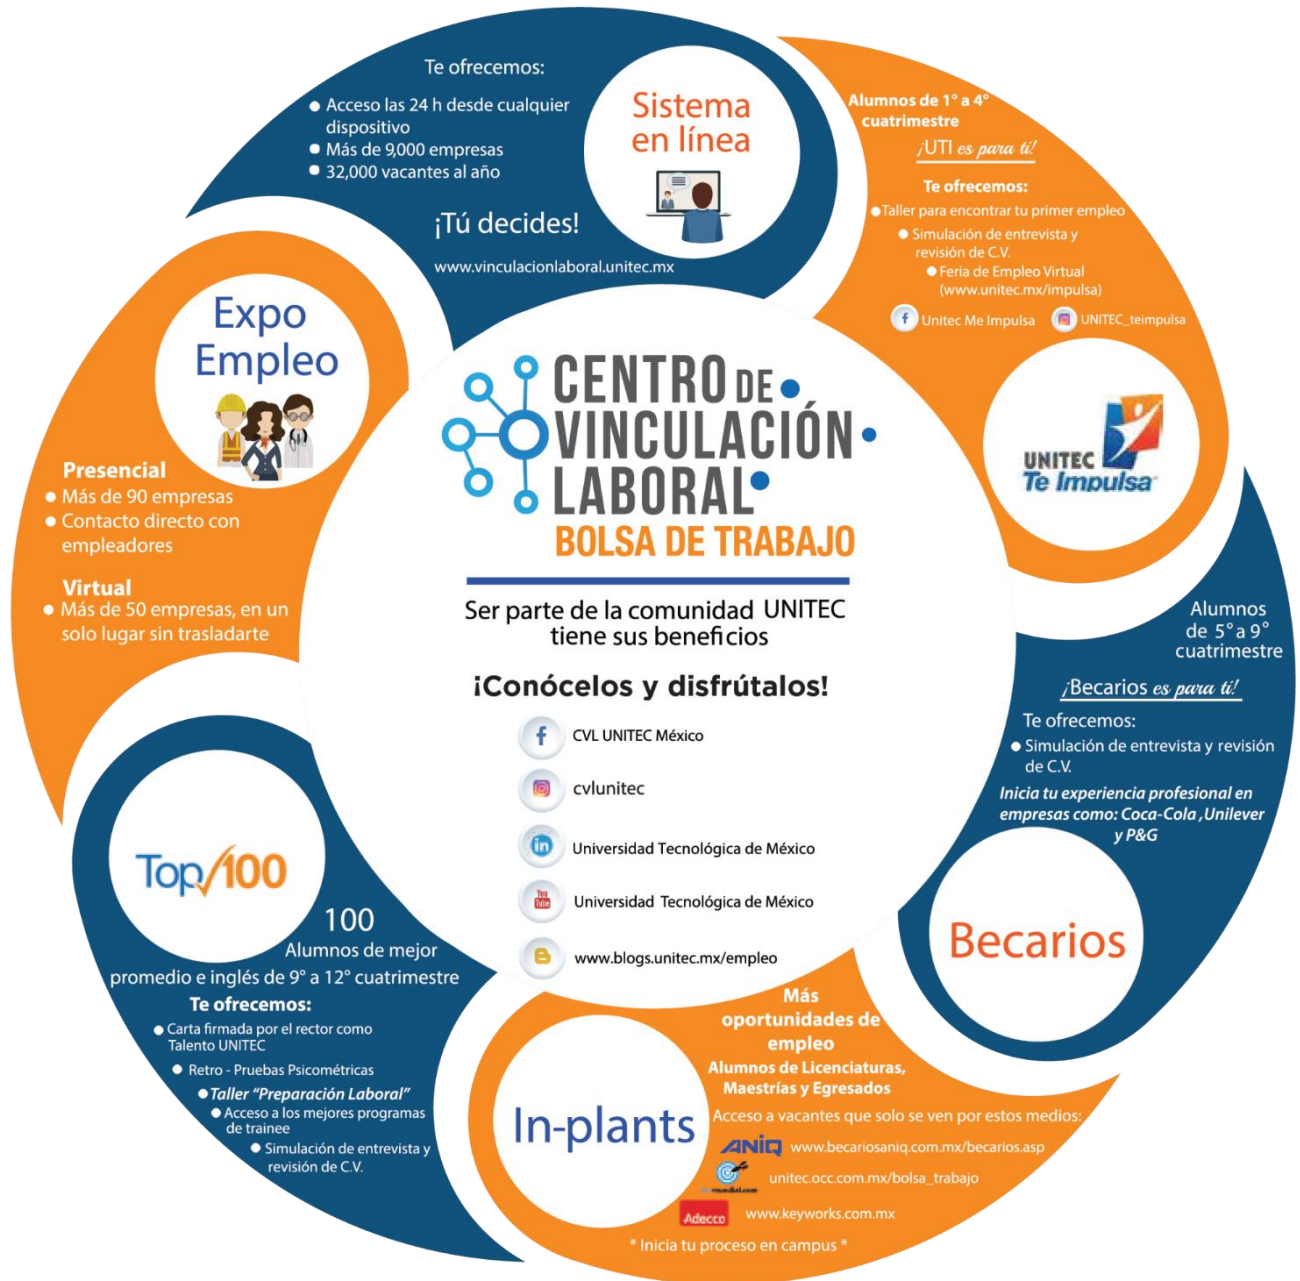 Te ofrecemos:
● Acceso las 24 h desde cualquier
dispositivo
● Más de 9,000 empresas
● 32,000 vacantes al año
¡Tú decides!
www.vinculacionlaboral.unitec.mx
Sistema
en línea
Alumnos de 1° a 4°
cuatrimestre
¡UTI es para ti!
Te ofrecemos:
● Taller para encontrar tu primer empleo
● Simulación de entrevista y
revisión de C.V.
● Feria de Empleo Virtual
(www.unitec.mx/impulsa)
Unitec Me Impulsa
UNITEC_teimpulsa
UNITEC
Te Impulsa
Alumnos
de 5° a 9°
cuatrimestre
¡Becarios es para ti!
Te ofrecemos:
● Simulación de entrevista y revisión
de C.V.
Inicia tu experiencia profesional en
empresas como: Coca-Cola ,Unilever
y P&G
Becarios
Más
oportunidades de
empleo
Alumnos de Licenciaturas,
Maestrías y Egresados
Acceso a vacantes que solo se ven por estos medios:
ANIQ www.becariosaniq.com.mx/becarios.asp
unitec.occ.com.mx/bolsa_trabajo
Adecco www.keyworks.com.mx
* Inicia tu proceso en campus *
In-plants
Top/100
100
Alumnos de mejor
promedio e inglés de 9° a 12° cuatrimestre
Te ofrecemos:
● Carta firmada por el rector como
Talento UNITEC
● Retro - Pruebas Psicométricas
● Taller “Preparación Laboral”
● Acceso a los mejores programas
de trainee
● Simulación de entrevista y
revisión de C.V.
Expo
Empleo
Presencial
● Más de 90 empresas
● Contacto directo con
empleadores
Virtual
● Más de 50 empresas, en un
solo lugar sin trasladarte
CENTRO DE
VINCULACIÓN
LABORAL
BOLSA DE TRABAJO
Ser parte de la comunidad UNITEC
tiene sus beneficios
¡Conócelos y disfrútalos!
CVL UNITEC México
cvlunitec
in Universidad Tecnológica de México
You Tube Universidad Tecnológica de México
www.blogs.unitec.mx/empleo